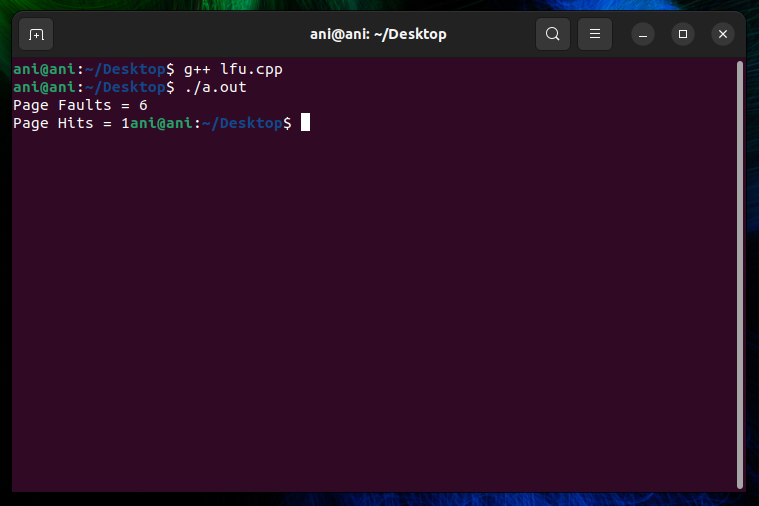 ani@ani: ~/Desktop
ani@ani:~/Desktop$ g++ lfu.cpp
ani@ani:~/Desktop$ ./a.out
Page Faults = 6
Page Hits = 1ani@ani:~/Desktop$